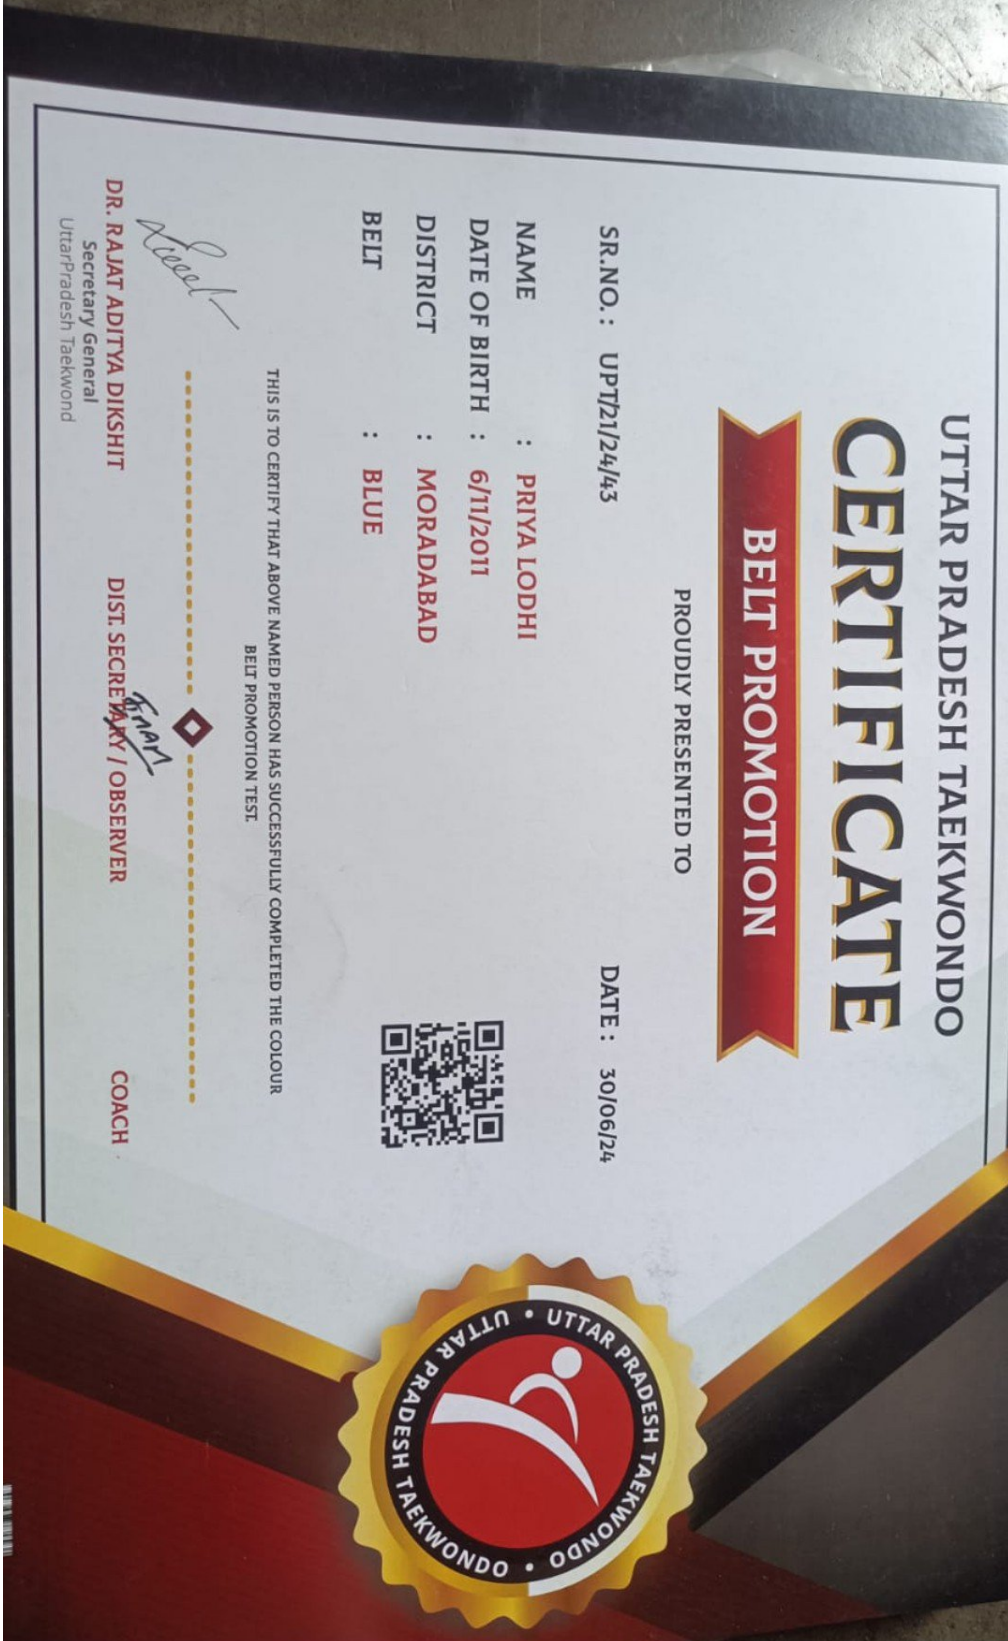 UTTAR PRADESH TAEKWONDO
CERTIFICATE
BELT PROMOTION
PROUDLY PRESENTED TO
SR.NO. : UPT/21/24/43 DATE : 30/06/24
NAME : PRIYA LODHI
DATE OF BIRTH : 6/11/2011
DISTRICT : MORADABAD
BELT : BLUE
THIS IS TO CERTIFY THAT ABOVE NAMED PERSON HAS SUCCESSFULLY COMPLETED THE COLOUR
BELT PROMOTION TEST.
DR. RAJAT ADITYA DIKSHIT DIST. SECRETARY / OBSERVER COACH
Secretary General
UttarPradesh Taekwond
UTTAR PRADESH TAEKWONDO • UTTAR PRADESH TAEKWONDO •